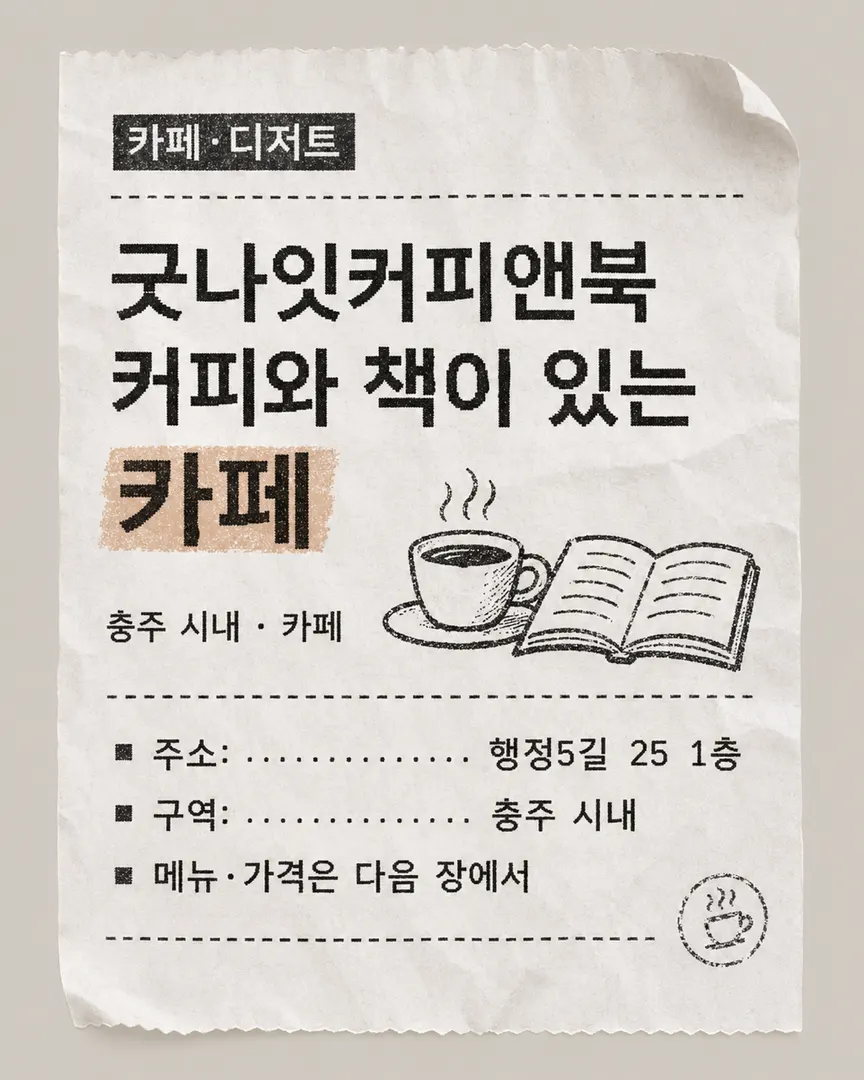 카페·디저트
굿나잇커피앤북
커피와 책이 있는
카페
충주 시내 · 카페
■ 주소: .............. 행정5길 25 1층
■ 구역: .............. 충주 시내
■ 메뉴·가격은 다음 장에서